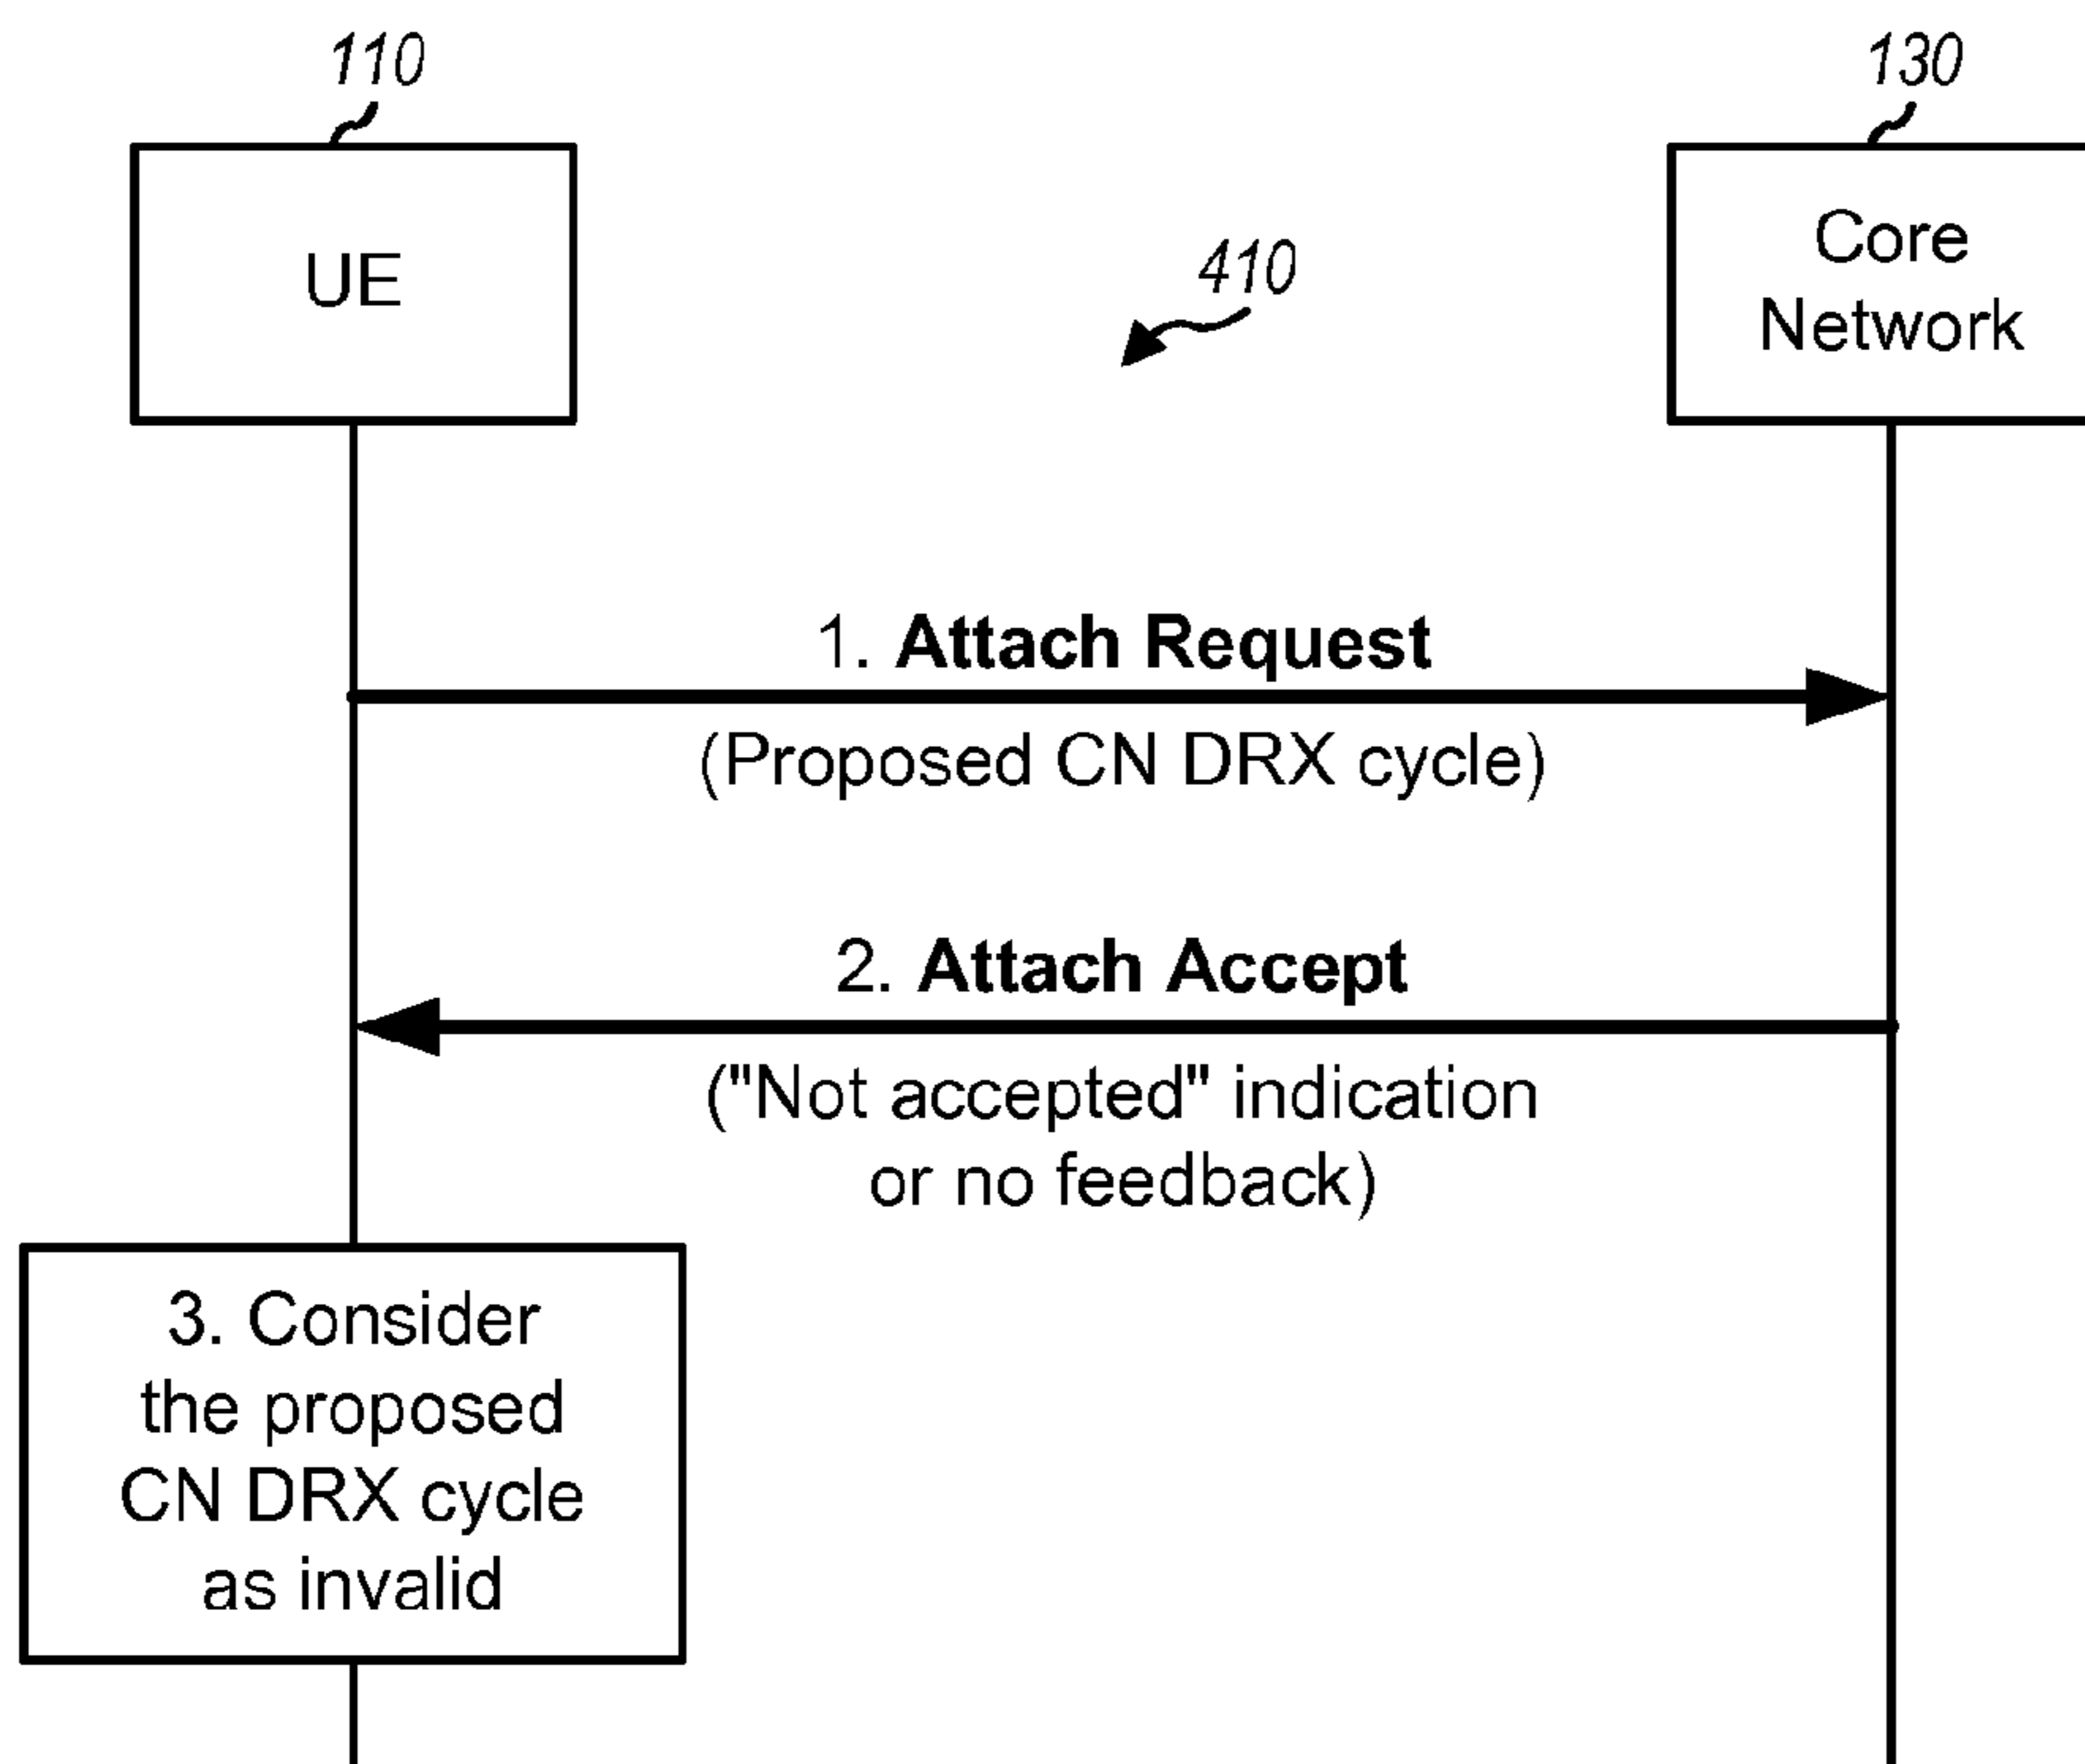 110
130
UE
410
Core
Network
1. Attach Request
(Proposed CN DRX cycle)
2. Attach Accept
("Not accepted" indication
or no feedback)
3. Consider
the proposed
CN DRX cycle
as invalid